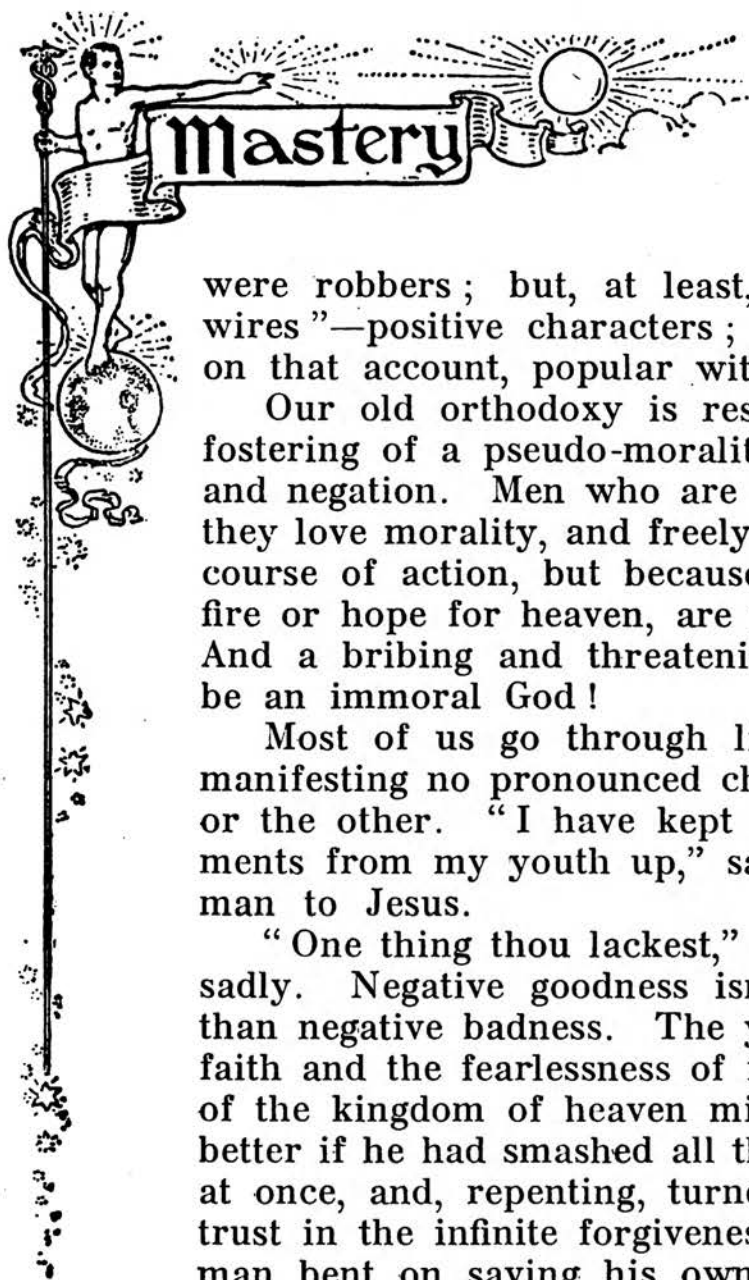 Mastery
were robbers; but, at least,
wires”—positive characters;
on that account, popular wit
Our old orthodoxy is res
fostering of a pseudo-moralit
and negation. Men who are
they love morality, and freely
course of action, but because
fire or hope for heaven, are
And a bribing and threateni
be an immoral God!
Most of us go through li
manifesting no pronounced ch
or the other. “I have kept
ments from my youth up,” sa
man to Jesus.
“One thing thou lackest,”
sadly. Negative goodness isn
than negative badness. The y
faith and the fearlessness of
of the kingdom of heaven mi
better if he had smashed all th
at once, and, repenting, turne
trust in the infinite forgivenes
man bent on saving his own